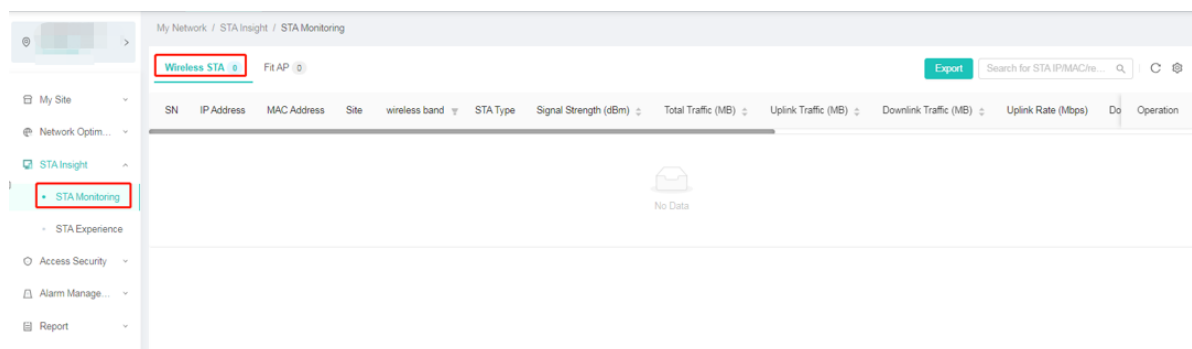 My Network / STA Insight / STA Monitoring
Wireless STA 0 Fit AP 0 Export Search for STA IP/MAC/re...
My Site
Network Optim...
STA Insight
STA Monitoring
STA Experience
Access Security
Alarm Manage...
Report
SN IP Address MAC Address Site wireless band STA Type Signal Strength (dBm) Total Traffic (MB) Uplink Traffic (MB) Downlink Traffic (MB) Uplink Rate (Mbps) Do Operation
No Data